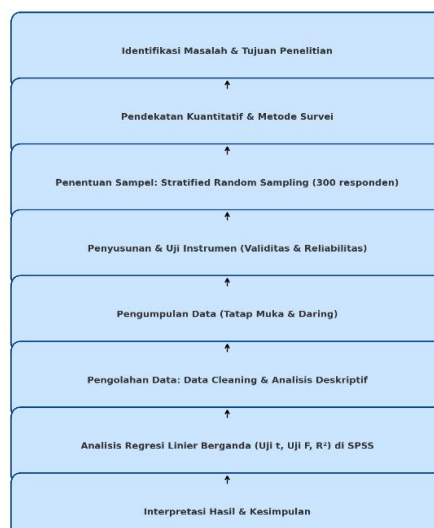 Identifikasi Masalah & Tujuan Penelitian
Pendekatan Kuantitatif & Metode Survei
Penentuan Sampel: Stratified Random Sampling (300 responden)
Penyusunan & Uji Instrumen (Validitas & Reliabilitas)
Pengumpulan Data (Tatap Muka & Daring)
Pengolahan Data: Data Cleaning & Analisis Deskriptif
Analisis Regresi Linier Berganda (Uji t, Uji F, R²) di SPSS
Interpretasi Hasil & Kesimpulan